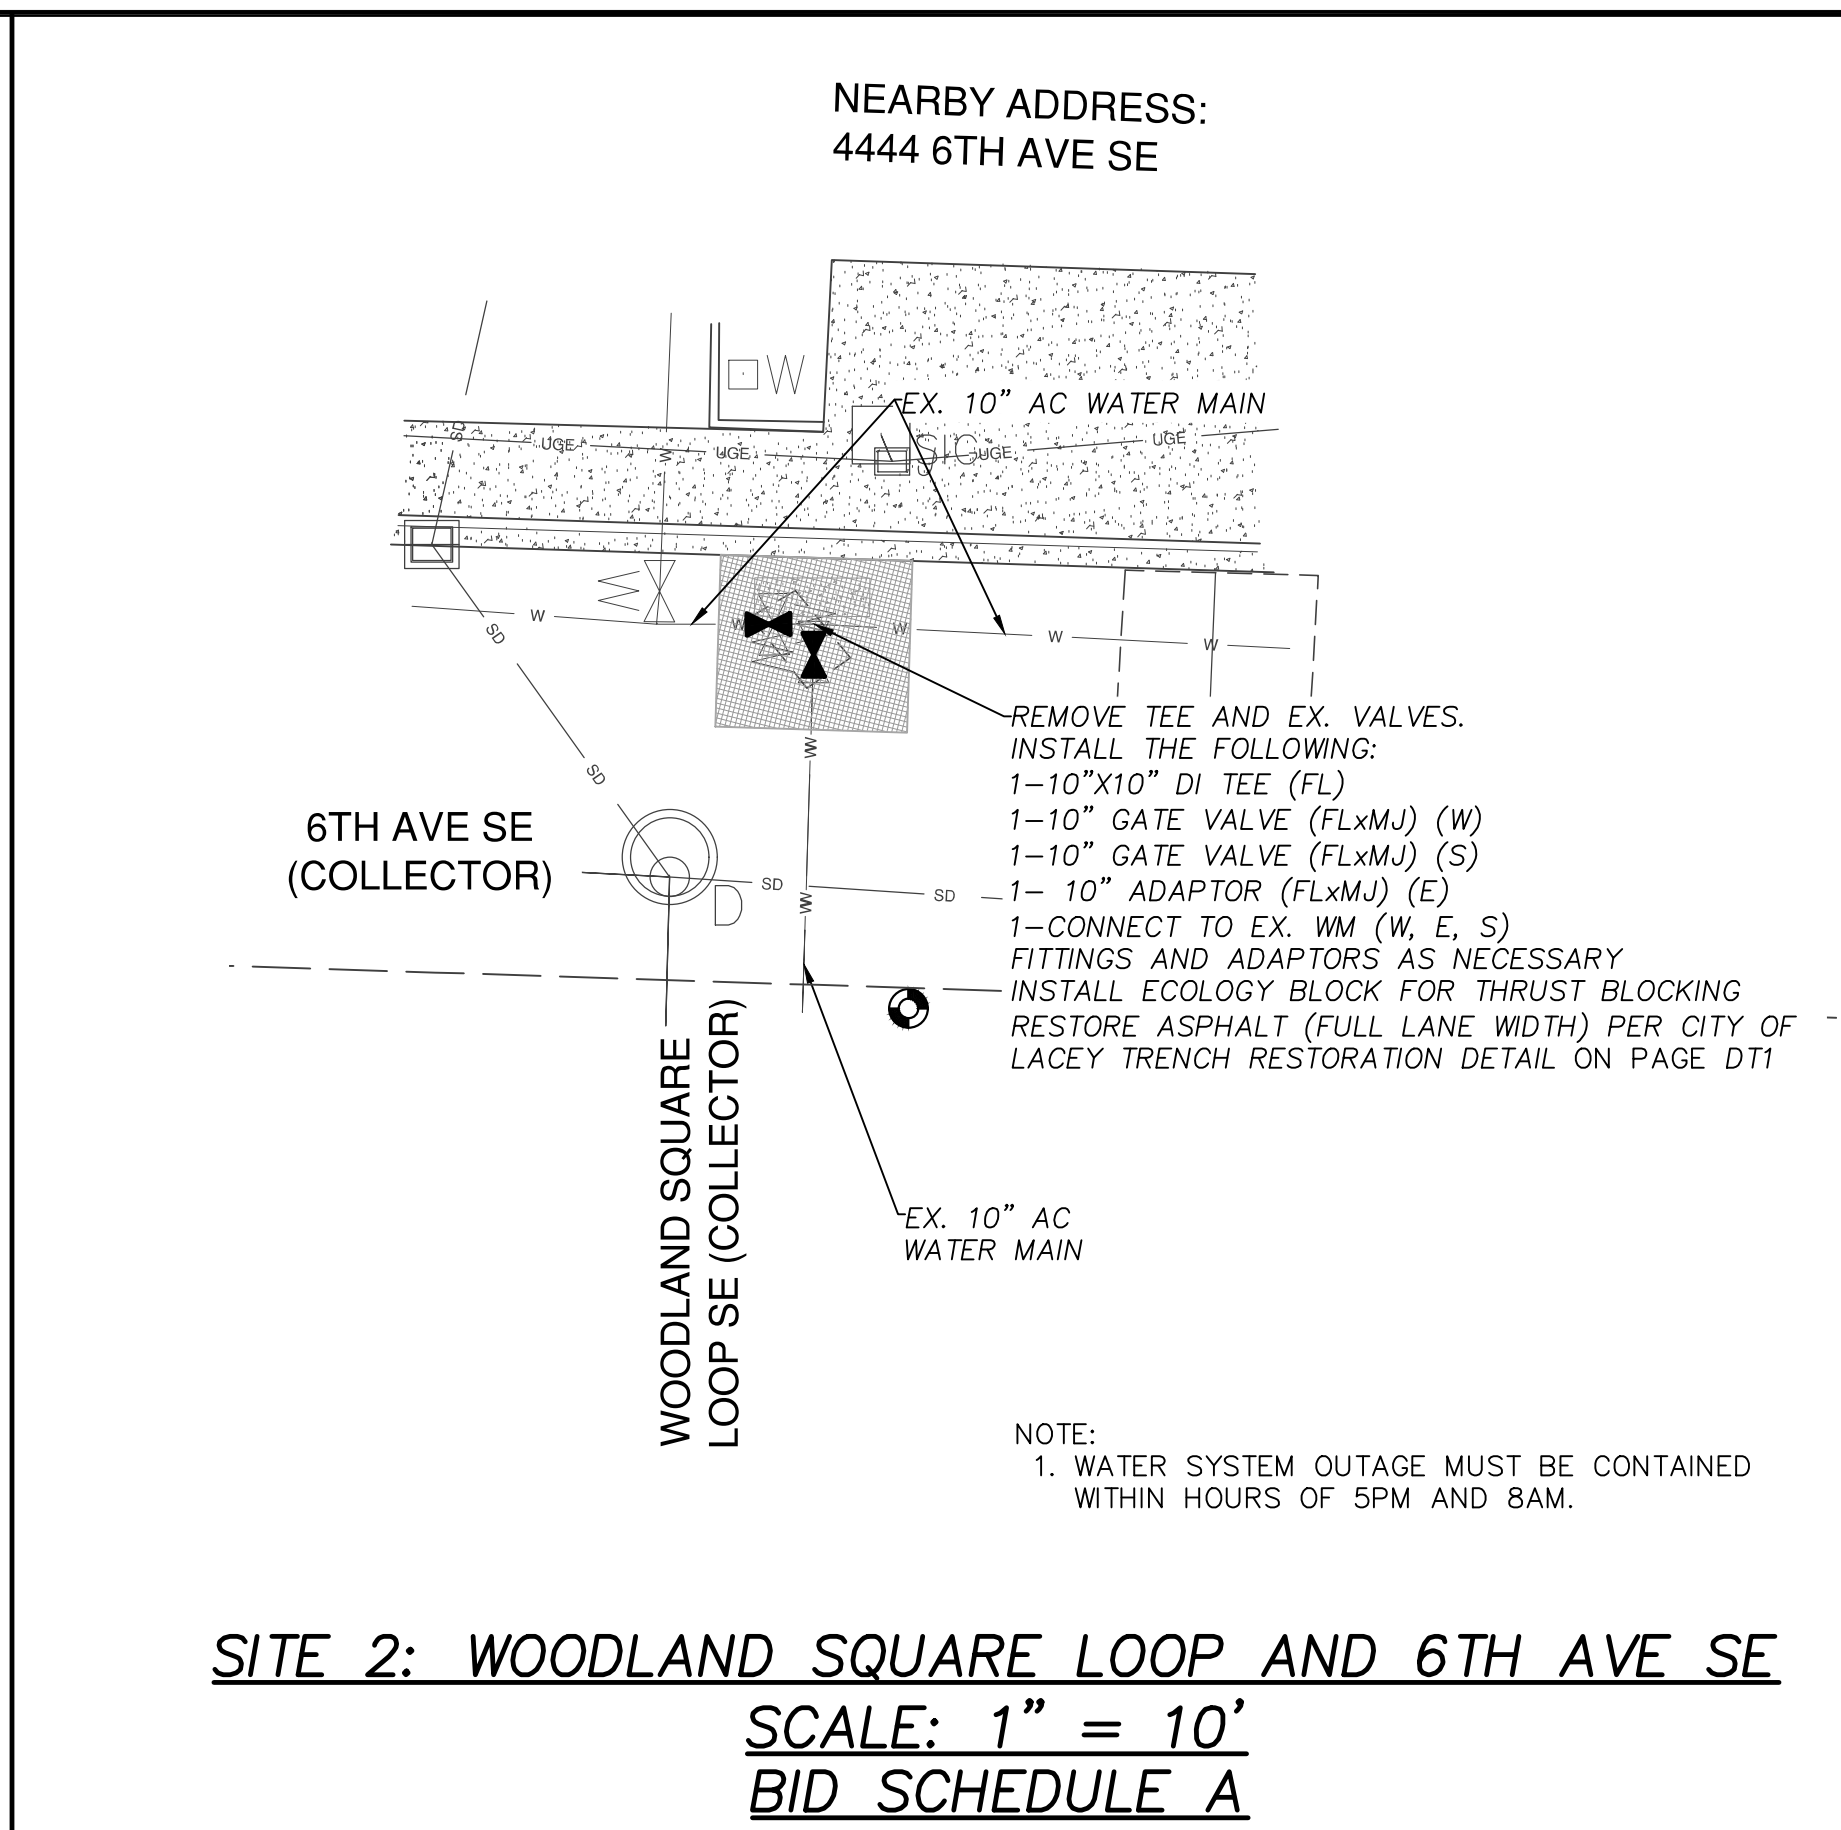 NEARBY ADDRESS:
4444 6TH AVE SE
W
EX. 10” AC WATER MAIN
SD
UGE
W
UGE
SIG
UGE
UGE
W
W
W
W
W
W
SD
REMOVE TEE AND EX. VALVES.
INSTALL THE FOLLOWING:
1–10”X10” DI TEE (FL)
1–10” GATE VALVE (FLxMJ) (W)
1–10” GATE VALVE (FLxMJ) (S)
1– 10” ADAPTOR (FLxMJ) (E)
1–CONNECT TO EX. WM (W, E, S)
FITTINGS AND ADAPTORS AS NECESSARY
INSTALL ECOLOGY BLOCK FOR THRUST BLOCKING
RESTORE ASPHALT (FULL LANE WIDTH) PER CITY OF
LACEY TRENCH RESTORATION DETAIL ON PAGE DT1
W
SD
6TH AVE SE
(COLLECTOR)
SD
D
W
SD
WOODLAND SQUARE
LOOP SE (COLLECTOR)
EX. 10” AC
WATER MAIN
NOTE:
1. WATER SYSTEM OUTAGE MUST BE CONTAINED
WITHIN HOURS OF 5PM AND 8AM.
SITE 2: WOODLAND SQUARE LOOP AND 6TH AVE SE
SCALE: 1” = 10’
BID SCHEDULE A